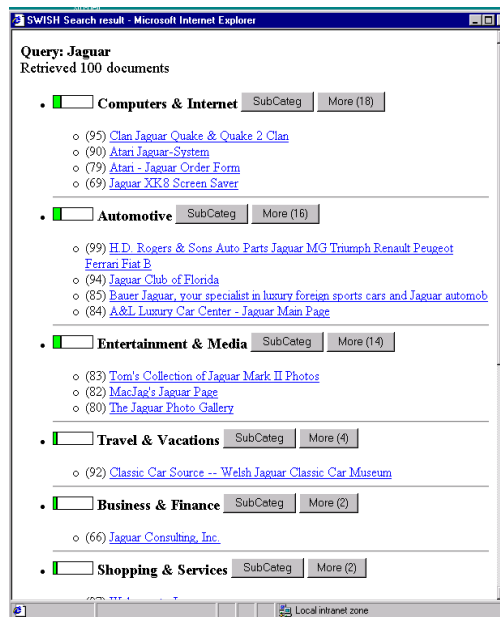 SWISH Search result - Microsoft Internet Explorer
Query: Jaguar
Retrieved 100 documents
Computers & Internet SubCateg More (18)
(95) Clan Jaguar Quake & Quake 2 Clan
(90) Atari Jaguar-System
(79) Atari - Jaguar Order Form
(69) Jaguar XK8 Screen Saver
Automotive SubCateg More (16)
(99) H.D. Rogers & Sons Auto Parts Jaguar MG Triumph Renault Peugeot
Ferrari Fiat B
(94) Jaguar Club of Florida
(85) Bauer Jaguar, your specialist in luxury foreign sports cars and Jaguar automob
(84) A&L Luxury Car Center - Jaguar Main Page
Entertainment & Media SubCateg More (14)
(83) Tom's Collection of Jaguar Mark II Photos
(82) MacJag's Jaguar Page
(80) The Jaguar Photo Gallery
Travel & Vacations SubCateg More (4)
(92) Classic Car Source -- Welsh Jaguar Classic Car Museum
Business & Finance SubCateg More (2)
(66) Jaguar Consulting, Inc.
Shopping & Services SubCateg More (2)
Local intranet zone